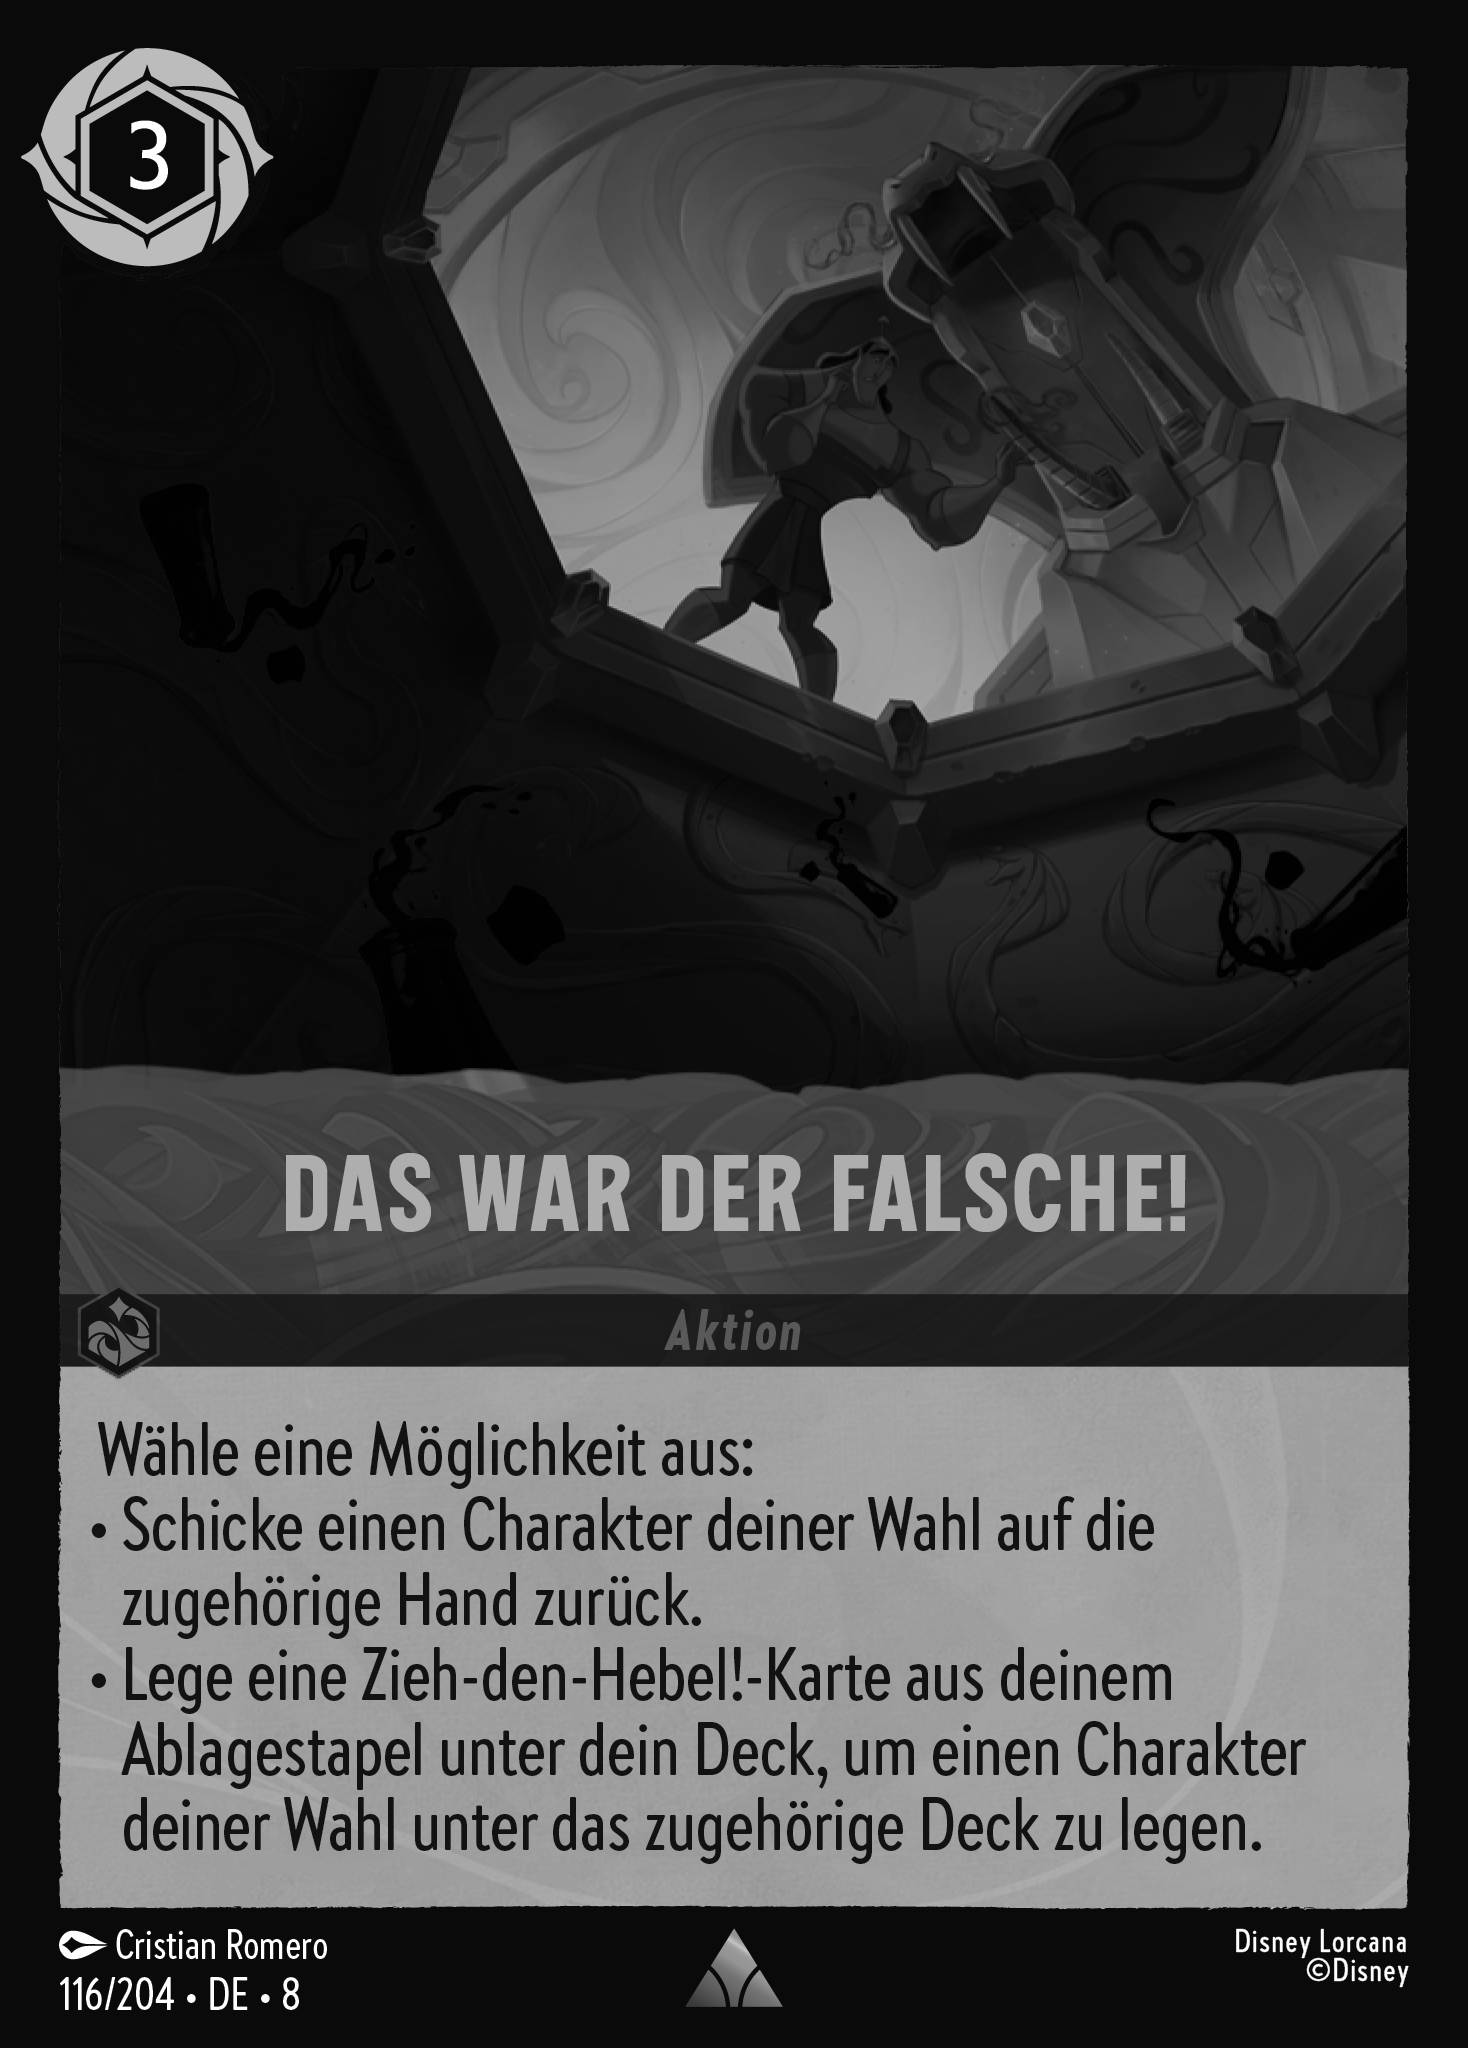 3
DAS WAR DER FALSCHE!
Aktion
Wähle eine Möglichkeit aus:
• Schicke einen Charakter deiner Wahl auf die
zugehörige Hand zurück.
• Lege eine Zieh-den-Hebel!-Karte aus deinem
Ablagestapel unter dein Deck, um einen Charakter
deiner Wahl unter das zugehörige Deck zu legen.
Cristian Romero
116/204 • DE • 8
Disney Lorcana
©Disney